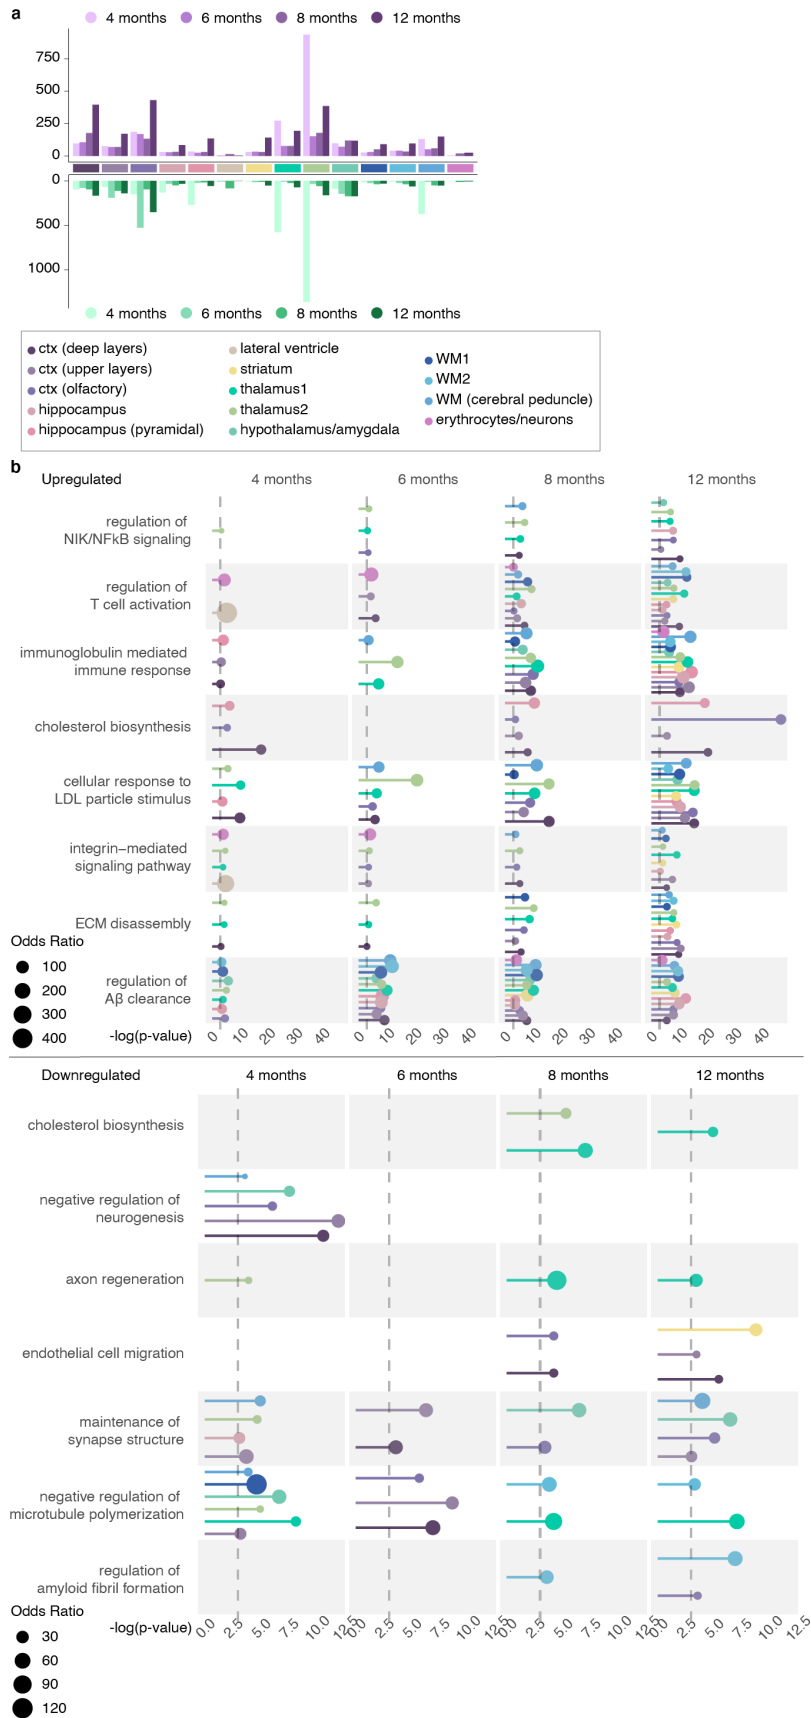 a
4 months 6 months 8 months 12 months
750
500
250
0
0
500
1000
4 months 6 months 8 months 12 months
ctx (deep layers)
ctx (upper layers)
ctx (olfactory)
hippocampus
hippocampus (pyramidal)
lateral ventricle
striatum
thalamus1
thalamus2
hypothalamus/amygdala
WM1
WM2
WM (cerebral peduncle)
erythrocytes/neurons
b
Upregulated 4 months 6 months 8 months 12 months
regulation of
NIK/NFkB signaling
regulation of
T cell activation
immunoglobulin mediated
immune response
cholesterol biosynthesis
cellular response to
LDL particle stimulus
integrin−mediated
signaling pathway
ECM disassembly
regulation of
Aβ clearance
Odds Ratio
100
200
300
400
-log(p-value)
0 10 20 30 40 0 10 20 30 40 0 10 20 30 40 0 10 20 30 40
Downregulated 4 months 6 months 8 months 12 months
cholesterol biosynthesis
negative regulation of
neurogenesis
axon regeneration
endothelial cell migration
maintenance of
synapse structure
negative regulation of
microtubule polymerization
regulation of
amyloid fibril formation
Odds Ratio
30
60
90
120
-log(p-value)
0.0 2.5 5.0 7.5 10.0 12.5 0.0 2.5 5.0 7.5 10.0 12.5 0.0 2.5 5.0 7.5 10.0 12.5 0.0 2.5 5.0 7.5 10.0 12.5